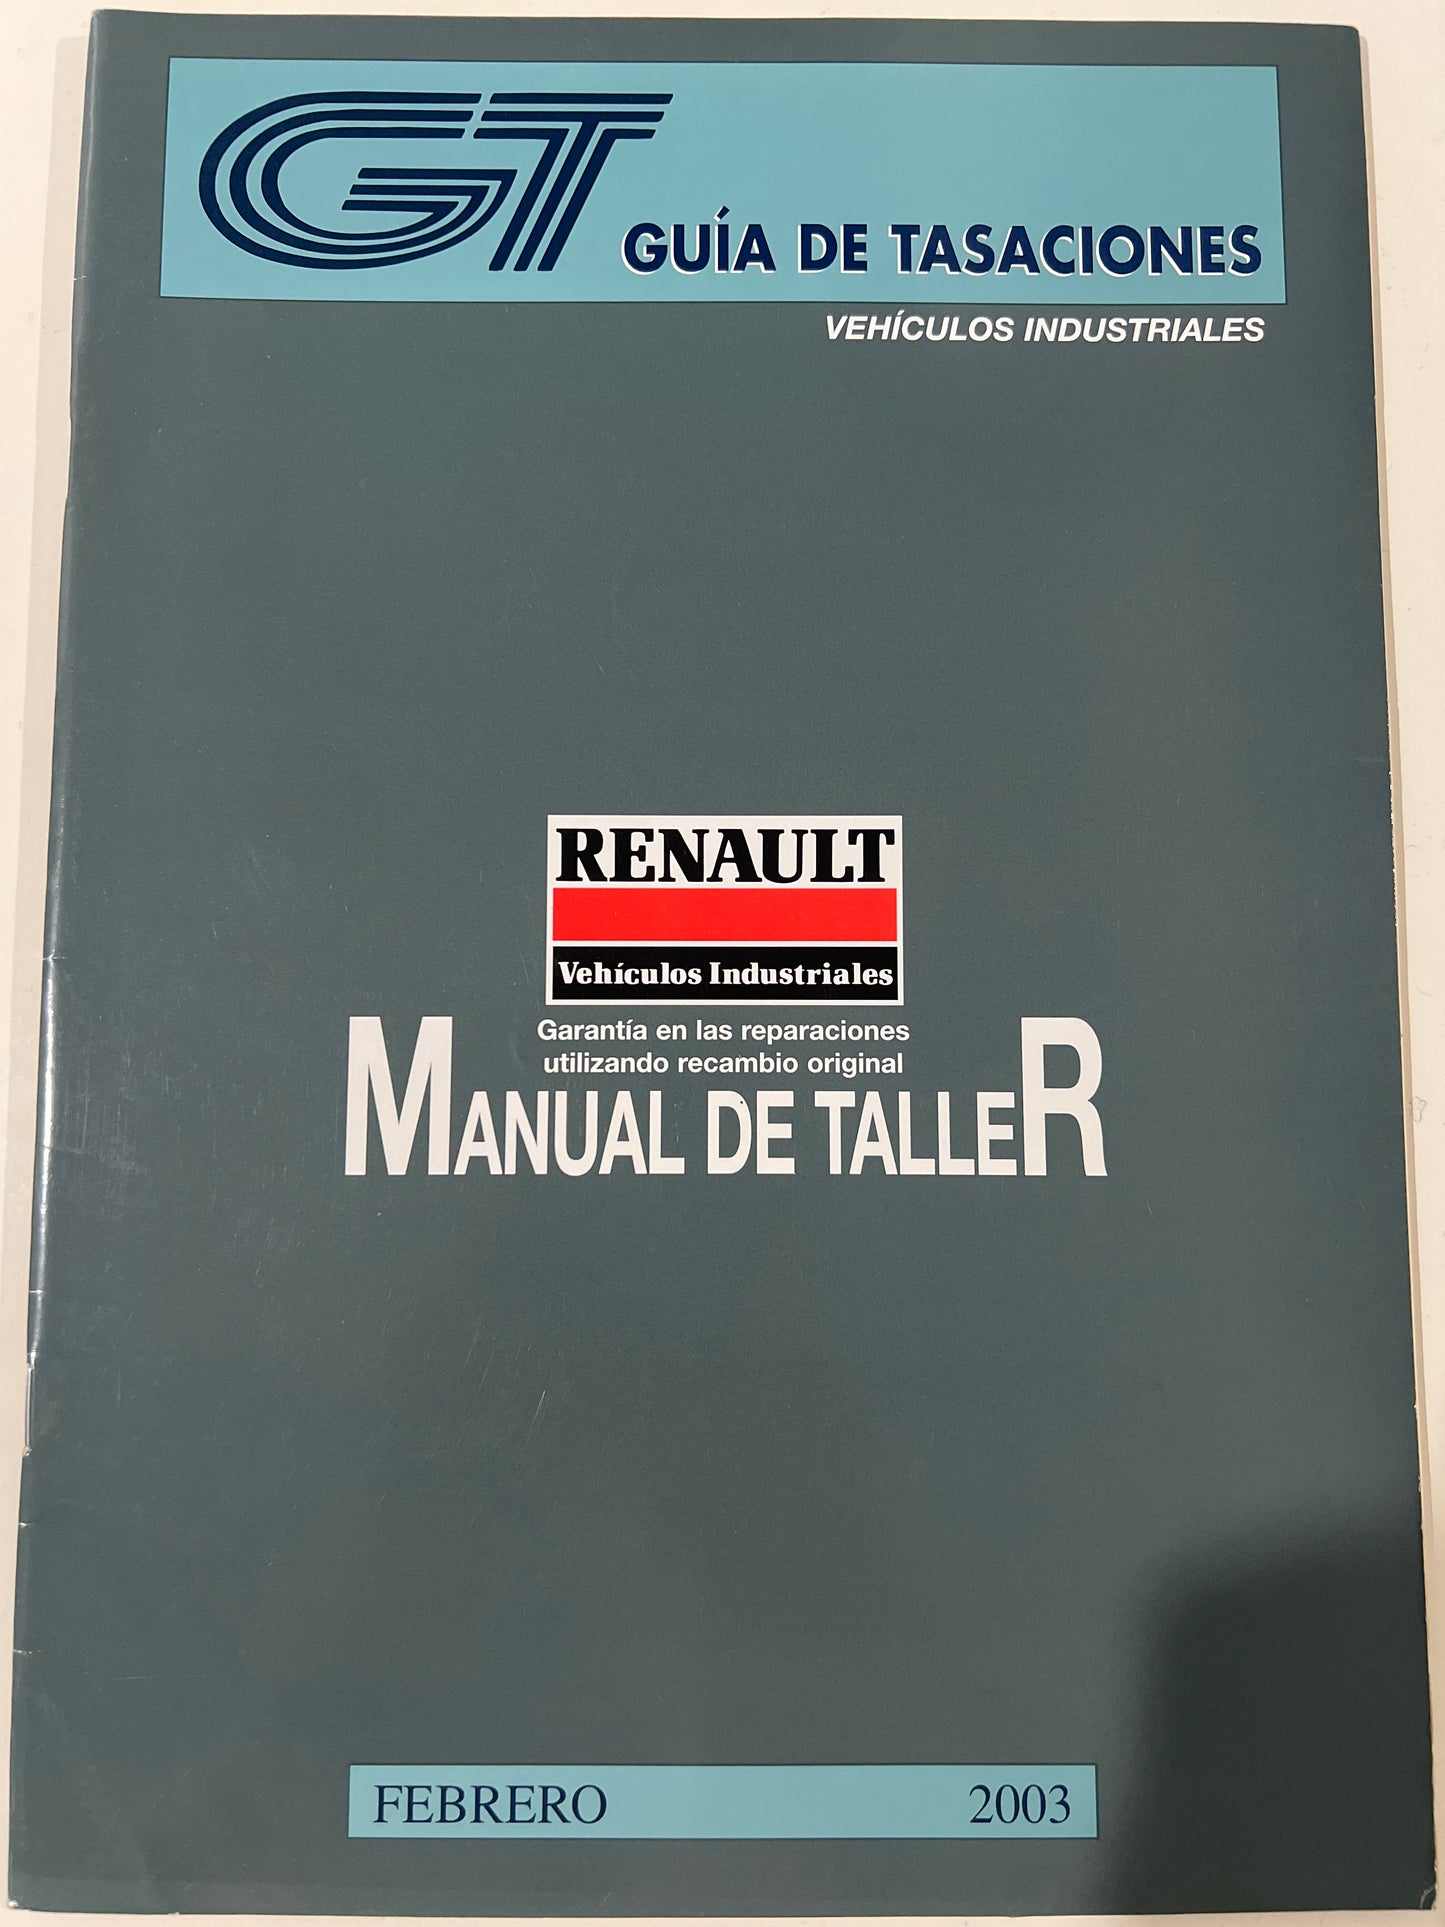 GT GUÍA DE TASACIONES
VEHÍCULOS INDUSTRIALES
RENAULT
Vehículos Industriales
Garantía en las reparaciones
utilizando recambio original
MANUAL DE TALLER
FEBRERO 2003